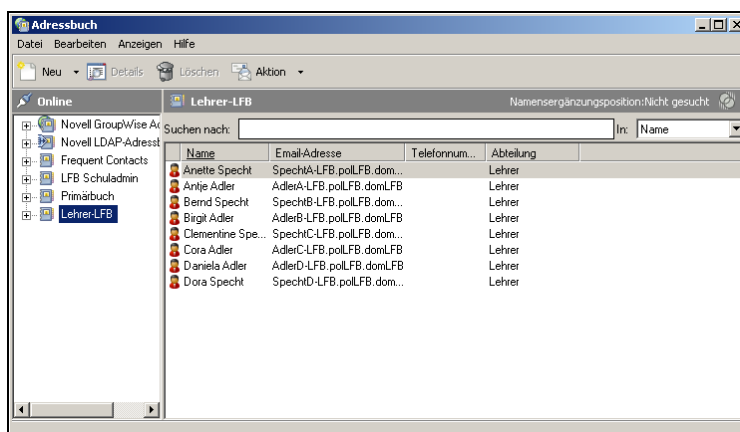 Adressbuch
Datei Bearbeiten Anzeigen Hilfe
Neu Details Löschen Aktion
Online
Lehrer-LFB Namensergänzungsposition:Nicht gesucht
Novell GroupWise Ac
Novell LDAP-Adressb
Frequent Contacts
LFB Schuladmin
Primärbuch
Lehrer-LFB
Suchen nach: In: Name
Name Email-Adresse Telefonnum... Abteilung
Anette Specht SpechtA-LFB.polLFB.dom... Lehrer
Antje Adler AdlerA-LFB.polLFB.domLFB Lehrer
Bernd Specht SpechtB-LFB.polLFB.dom... Lehrer
Birgit Adler AdlerB-LFB.polLFB.domLFB Lehrer
Clementine Spe... SpechtC-LFB.polLFB.dom... Lehrer
Cora Adler AdlerC-LFB.polLFB.domLFB Lehrer
Daniela Adler AdlerD-LFB.polLFB.domLFB Lehrer
Dora Specht SpechtD-LFB.polLFB.dom... Lehrer